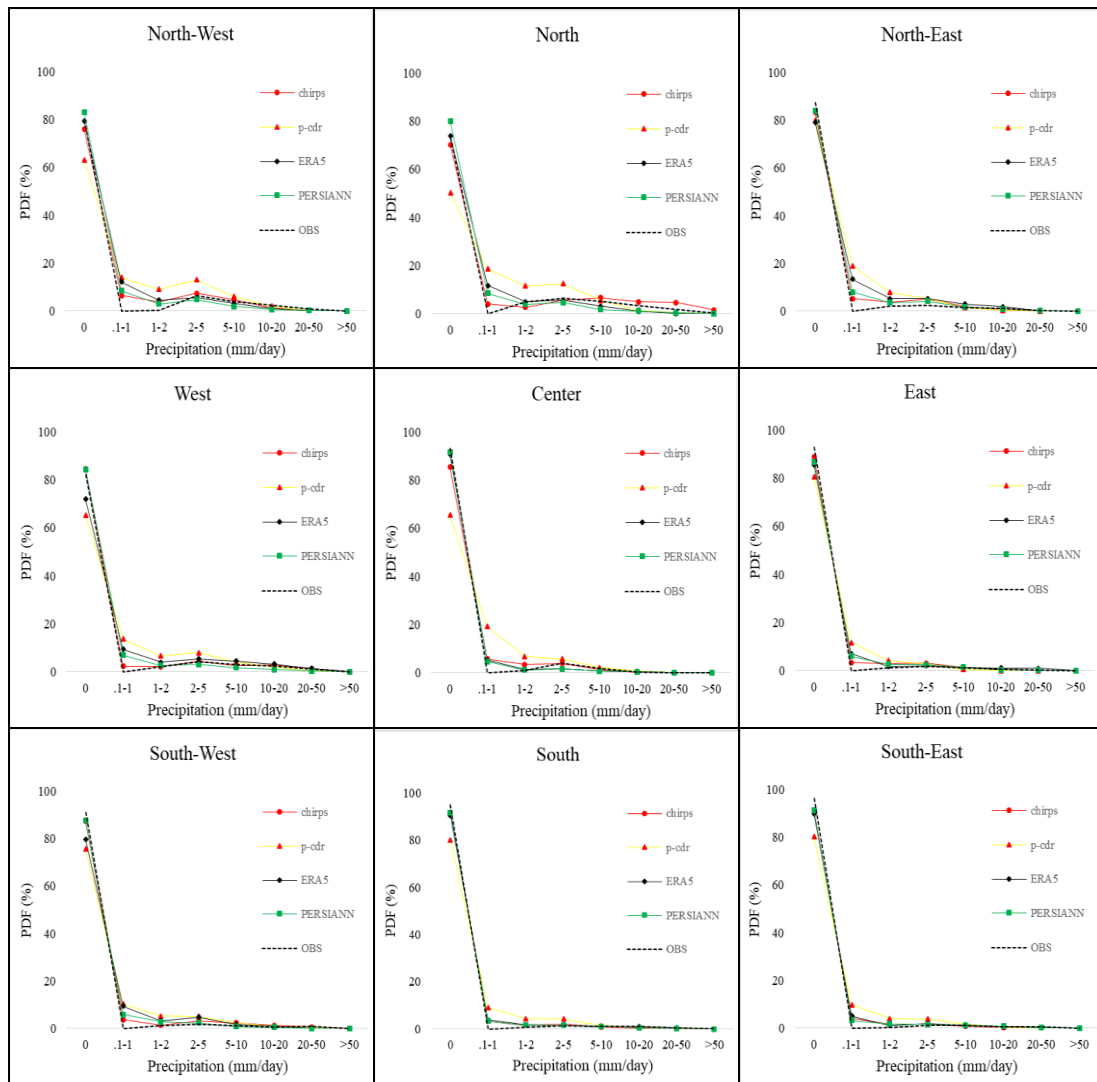 North-West
100
80
60
40
20
0
PDF (%)
chirps
p-cdr
ERA5
PERSIANN
OBS
0 .1-1 1-2 2-5 5-10 10-20 20-50 >50
Precipitation (mm/day)
North
100
80
60
40
20
0
PDF (%)
chirps
p-cdr
ERA5
PERSIANN
OBS
0 .1-1 1-2 2-5 5-10 10-20 20-50 >50
Precipitation (mm/day)
North-East
100
80
60
40
20
0
PDF (%)
chirps
p-cdr
ERA5
PERSIANN
OBS
0 .1-1 1-2 2-5 5-10 10-20 20-50 >50
Precipitation (mm/day)
West
100
80
60
40
20
0
PDF (%)
chirps
p-cdr
ERA5
PERSIANN
OBS
0 .1-1 1-2 2-5 5-10 10-20 20-50 >50
Precipitation (mm/day)
Center
100
80
60
40
20
0
PDF (%)
chirps
p-cdr
ERA5
PERSIANN
OBS
0 .1-1 1-2 2-5 5-10 10-20 20-50 >50
Precipitation (mm/day)
East
100
80
60
40
20
0
PDF (%)
chirps
p-cdr
ERA5
PERSIANN
OBS
0 .1-1 1-2 2-5 5-10 10-20 20-50 >50
Precipitation (mm/day)
South-West
100
80
60
40
20
0
PDF (%)
chirps
p-cdr
ERA5
PERSIANN
OBS
0 .1-1 1-2 2-5 5-10 10-20 20-50 >50
Precipitation (mm/day)
South
100
80
60
40
20
0
PDF (%)
chirps
p-cdr
ERA5
PERSIANN
OBS
0 .1-1 1-2 2-5 5-10 10-20 20-50 >50
Precipitation (mm/day)
South-East
100
80
60
40
20
0
PDF (%)
chirps
p-cdr
ERA5
PERSIANN
OBS
0 .1-1 1-2 2-5 5-10 10-20 20-50 >50
Precipitation (mm/day)